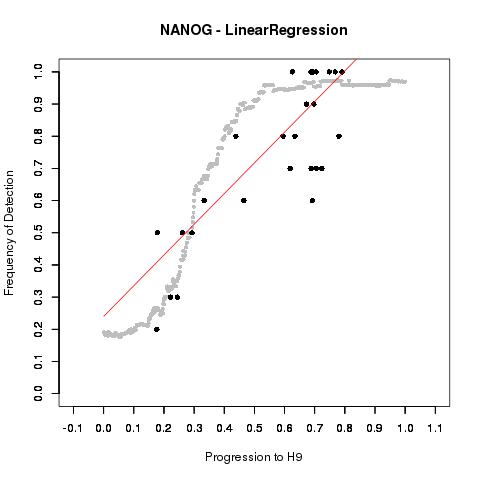 NANOG - LinearRegression
Frequency of Detection
1.0
0.9
0.8
0.7
0.6
0.5
0.4
0.3
0.2
0.1
0.0
-0.1 0.0 0.1 0.2 0.3 0.4 0.5 0.6 0.7 0.8 0.9 1.0 1.1
Progression to H9